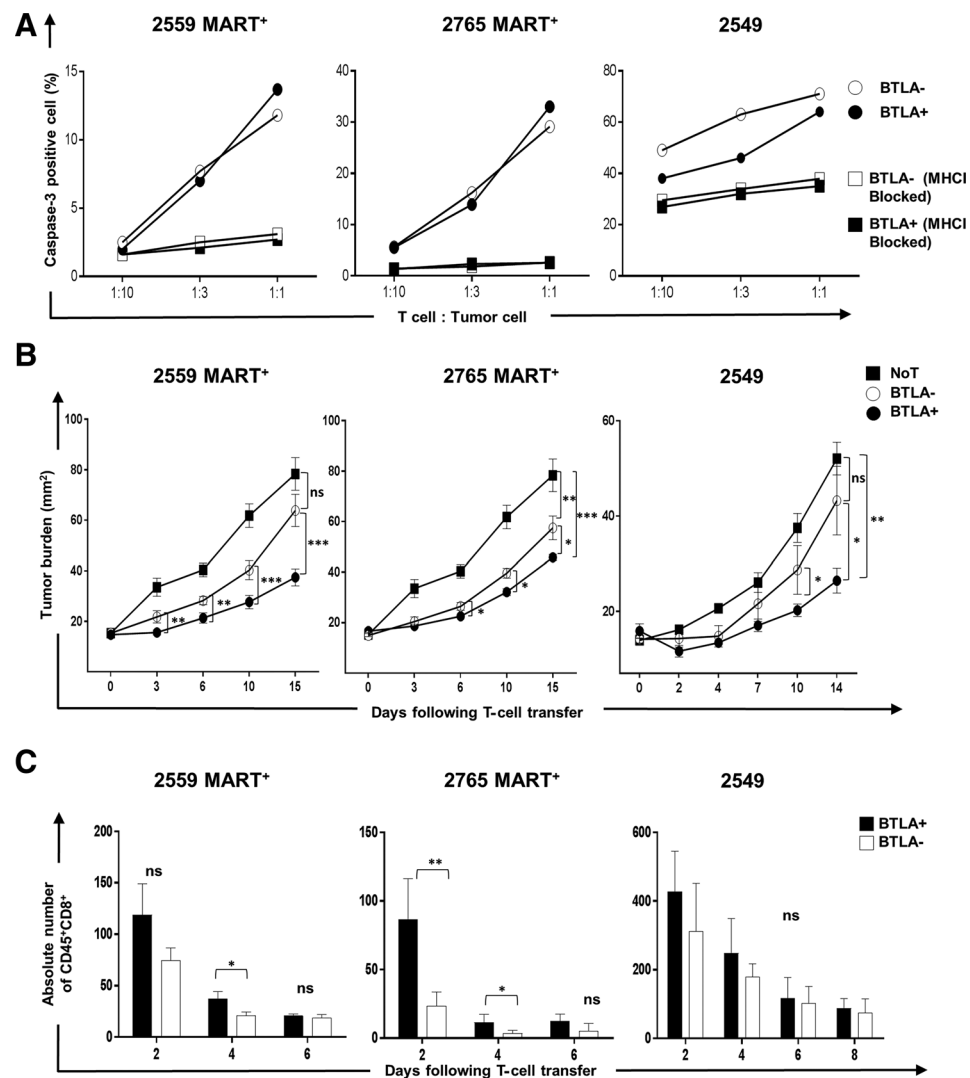 A
2559 MART+
2765 MART+
2549
Caspase-3 positive cell (%)
15
10
5
0
1:10
1:3
1:1
40
30
20
10
0
1:10
1:3
1:1
80
60
40
20
0
1:10
1:3
1:1
BTLA-
BTLA+
BTLA- (MHCI
Blocked)
BTLA+ (MHCI
Blocked)
T cell : Tumor cell
B
2559 MART+
2765 MART+
2549
NoT
BTLA-
BTLA+
Tumor burden (mm²)
100
80
60
40
20
0
3
6
10
15
**
**
***
***
ns
100
80
60
40
20
0
3
6
10
15
*
*
*
**
***
60
40
20
0
2
4
7
10
14
*
*
ns
**
Days following T-cell transfer
C
2559 MART+
2765 MART+
2549
BTLA+
BTLA-
Absolute number
of CD45+CD8+
200
150
100
50
0
2
4
6
ns
*
ns
150
100
50
0
2
4
6
**
*
ns
600
400
200
0
2
4
6
8
ns
Days following T-cell transfer